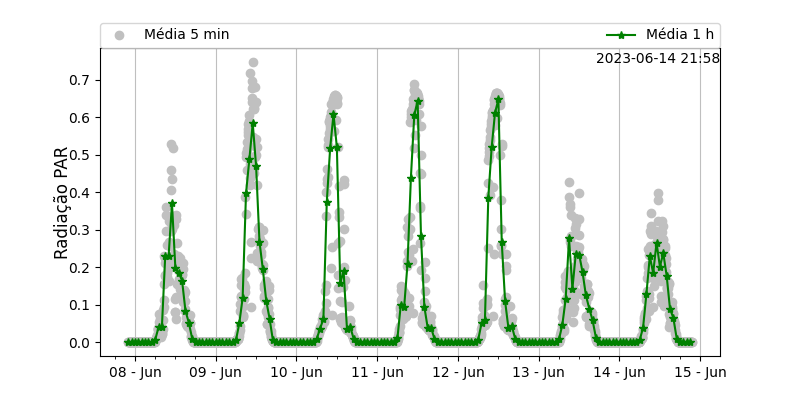 Média 5 min
Média 1 h
2023-06-14 21:58
Radiação PAR
0.7
0.6
0.5
0.4
0.3
0.2
0.1
0.0
08 - Jun
09 - Jun
10 - Jun
11 - Jun
12 - Jun
13 - Jun
14 - Jun
15 - Jun